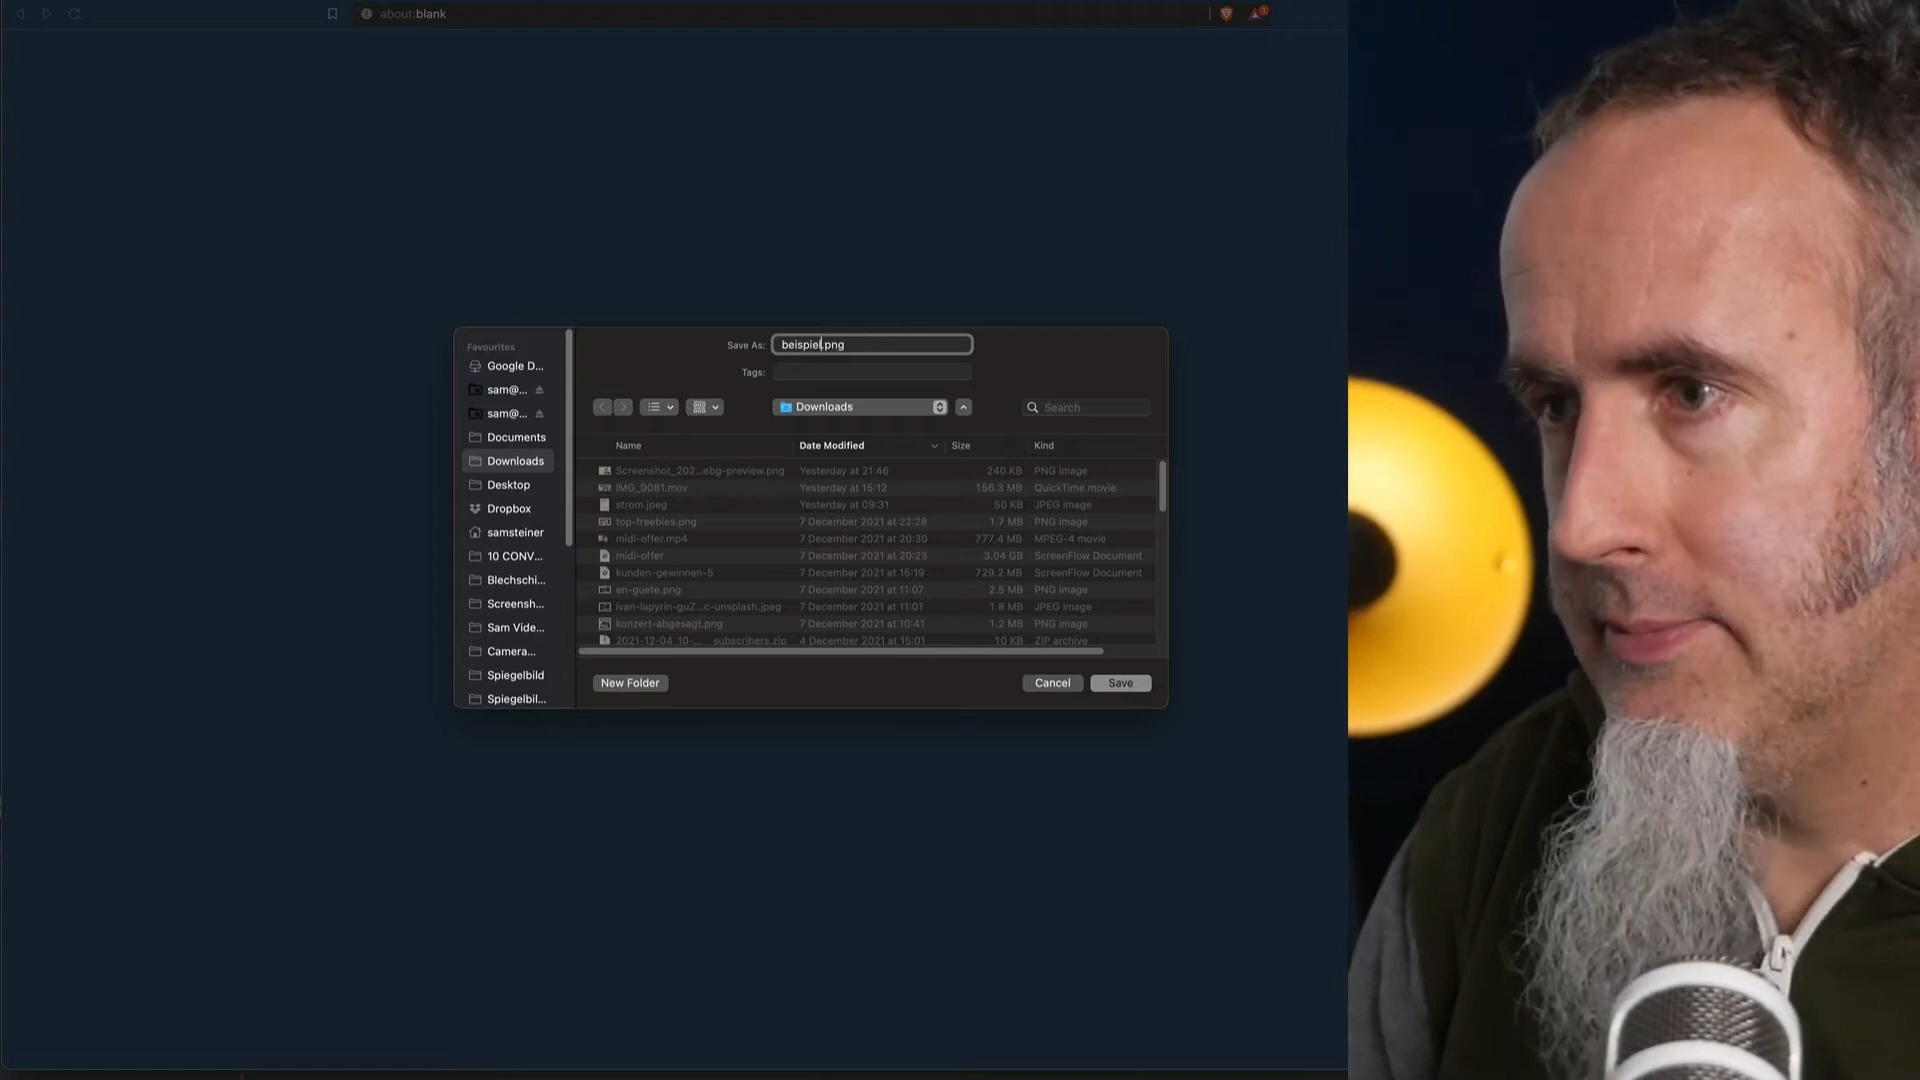 about:blank
1
Favourites
Google D...
sam@...
sam@...
Documents
Downloads
Desktop
Dropbox
samsteiner
10 CONV...
Blechschi...
Screensh...
Sam Vide...
Camera...
Spiegelbild
Spiegelbil...
Save As: beispiel.png
Tags:
Downloads
Search
Name Date Modified Size Kind
Screenshot_202...ebg-preview.png Yesterday at 21:46 240 KB PNG image
IMG_9081.mov Yesterday at 15:12 156.3 MB QuickTime movie
strom.jpeg Yesterday at 09:31 50 KB JPEG image
top-freebies.png 7 December 2021 at 22:28 1.7 MB PNG image
midi-offer.mp4 7 December 2021 at 20:30 777.4 MB MPEG-4 movie
midi-offer 7 December 2021 at 20:23 3.04 GB ScreenFlow Document
kunden-gewinnen-5 7 December 2021 at 15:19 729.2 MB ScreenFlow Document
en-guete.png 7 December 2021 at 11:07 2.5 MB PNG image
ivan-lapyrin-guZ...c-unsplash.jpeg 7 December 2021 at 11:01 1.8 MB JPEG image
konzert-abgesagt.png 7 December 2021 at 10:41 1.2 MB PNG image
2021-12-04 10-... subscribers.zip 4 December 2021 at 15:01 10 KB ZIP archive
New Folder Cancel Save